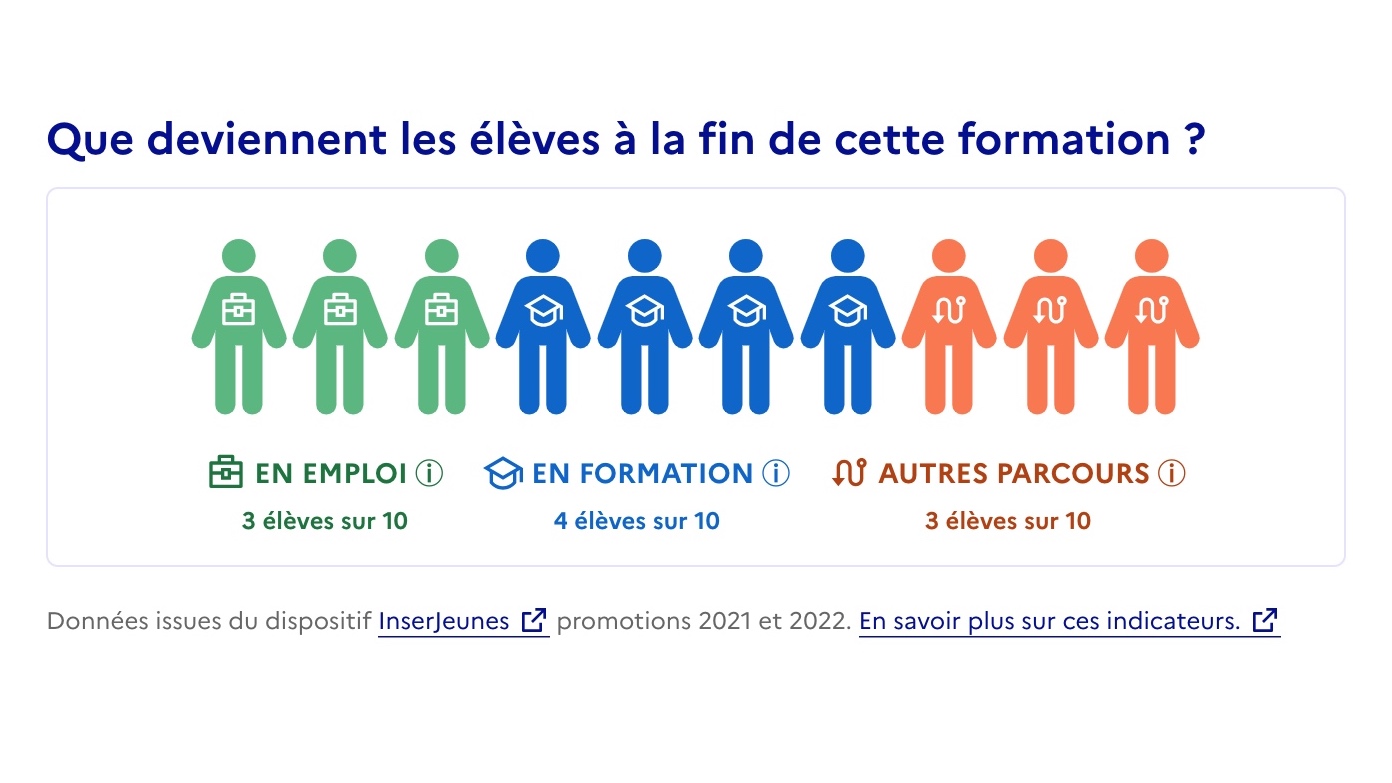 Que deviennent les élèves à la fin de cette formation ?
EN EMPLOI
EN FORMATION
AUTRES PARCOURS
3 élèves sur 10
4 élèves sur 10
3 élèves sur 10
Données issues du dispositif InserJeunes promotions 2021 et 2022. En savoir plus sur ces indicateurs.